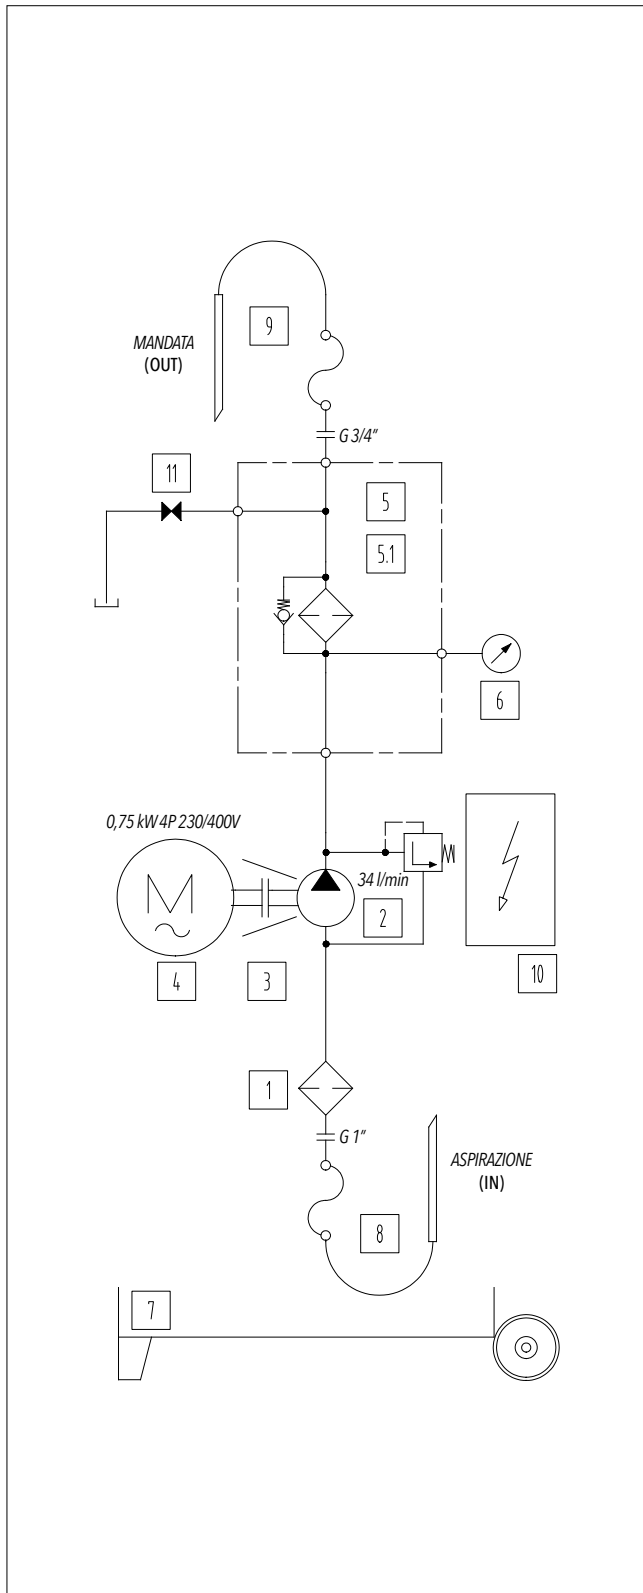 9
MANDATA
(OUT)
G 3/4"
11
5
5.1
6
0,75 kW 4P 230/400V
M
34 l/min
2
4
3
10
1
G 1"
ASPIRAZIONE
(IN)
8
7